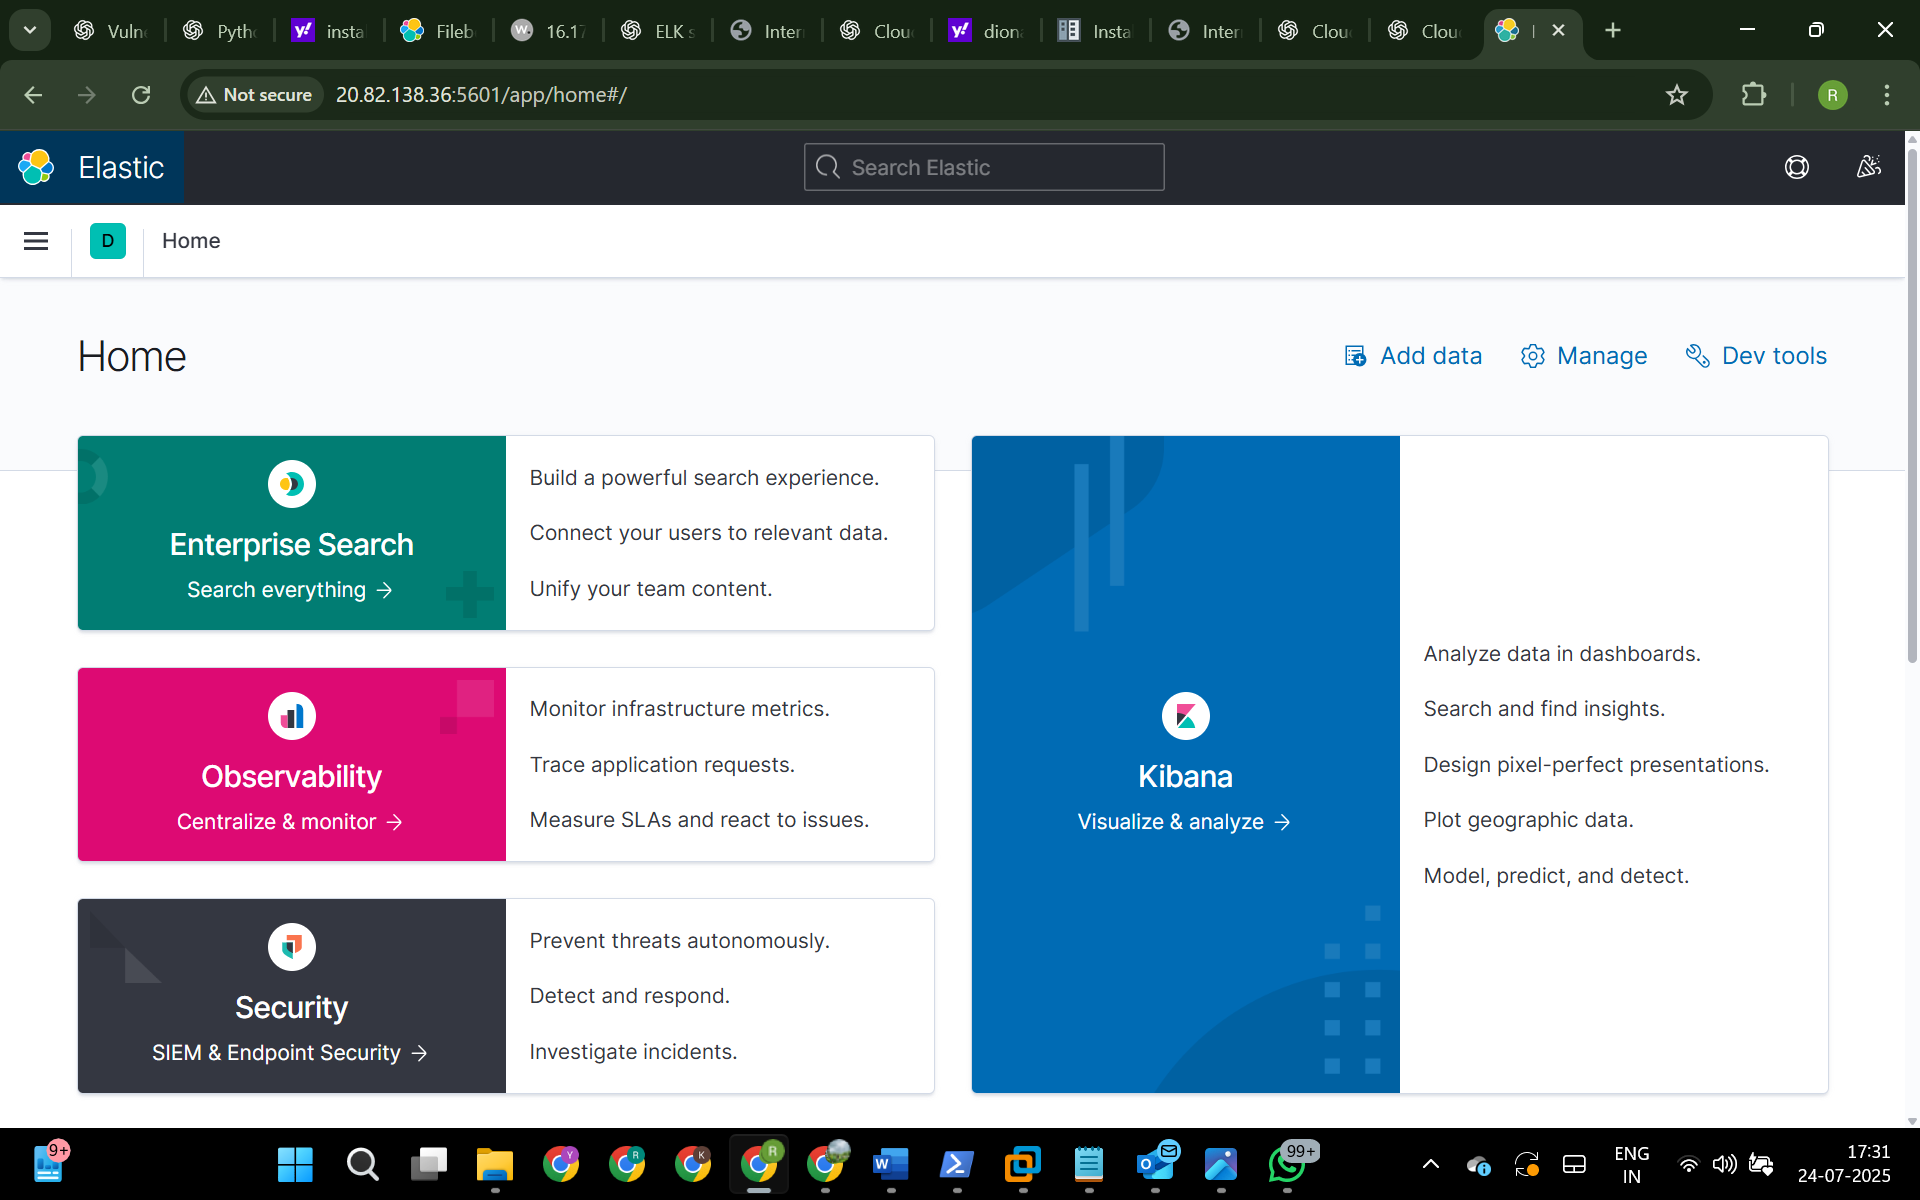 Vuln
Pytho
insta
Fileb
16.17
ELK s
Inter
Clou
diona
Insta
Inter
Clou
Clou
Not secure
20.82.138.36:5601/app/home#/
R
Elastic
Search Elastic
D
Home
Home
Add data
Manage
Dev tools
Enterprise Search
Search everything →
Build a powerful search experience.
Connect your users to relevant data.
Unify your team content.
Observability
Centralize & monitor →
Monitor infrastructure metrics.
Trace application requests.
Measure SLAs and react to issues.
Security
SIEM & Endpoint Security →
Prevent threats autonomously.
Detect and respond.
Investigate incidents.
Kibana
Visualize & analyze →
Analyze data in dashboards.
Search and find insights.
Design pixel-perfect presentations.
Plot geographic data.
Model, predict, and detect.
9+
Y
R
K
R
W
99+
ENG
IN
17:31
24-07-2025